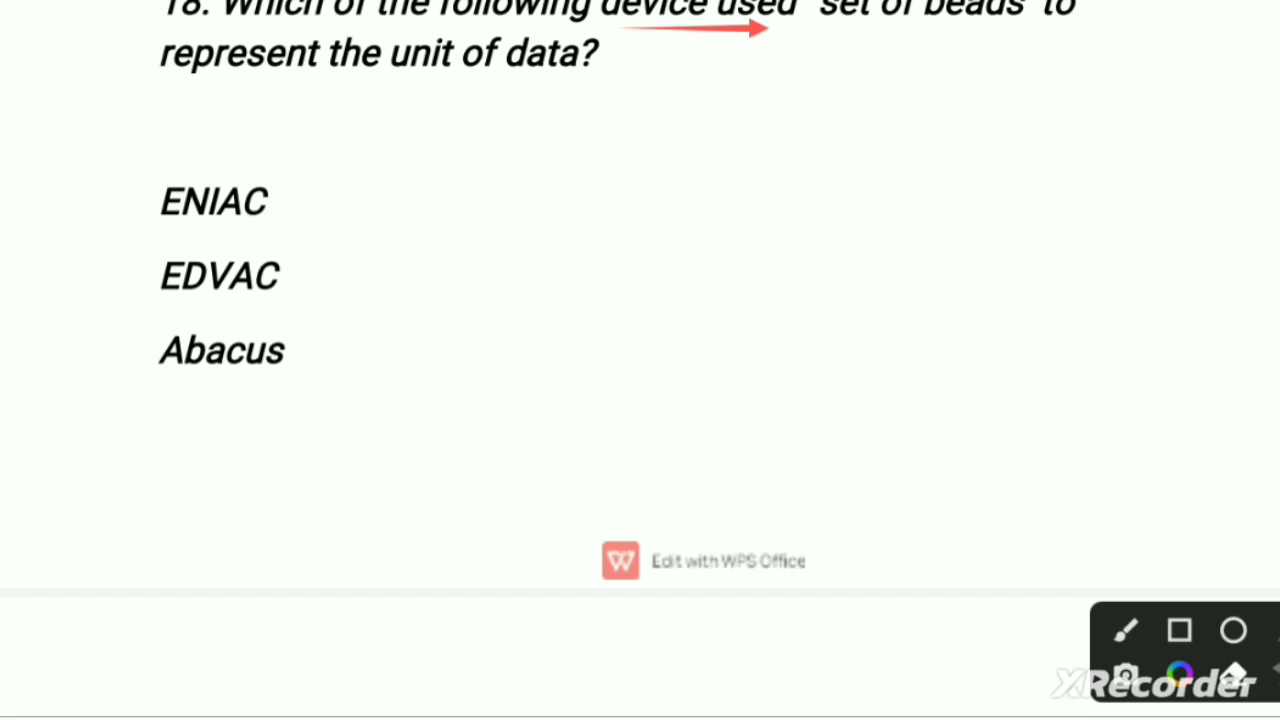 18. Which of the following device used "set of beads" to
represent the unit of data?
ENIAC
EDVAC
Abacus
Edit with WPS Office
XRecorder